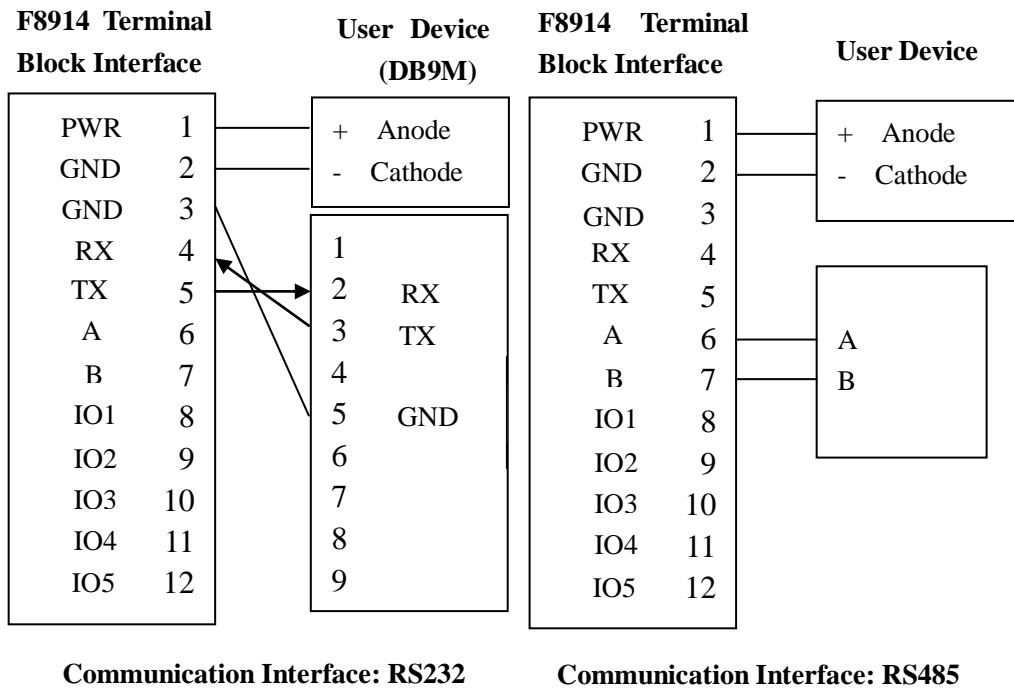 F8914 Terminal
Block Interface
PWR 1
GND 2
GND 3
RX 4
TX 5
A 6
B 7
IO1 8
IO2 9
IO3 10
IO4 11
IO5 12
User Device
(DB9M)
+ Anode
- Cathode
1
2 RX
3 TX
4
5 GND
6
7
8
9
Communication Interface: RS232
F8914 Terminal
Block Interface
PWR 1
GND 2
GND 3
RX 4
TX 5
A 6
B 7
IO1 8
IO2 9
IO3 10
IO4 11
IO5 12
User Device
+ Anode
- Cathode
A
B
Communication Interface: RS485